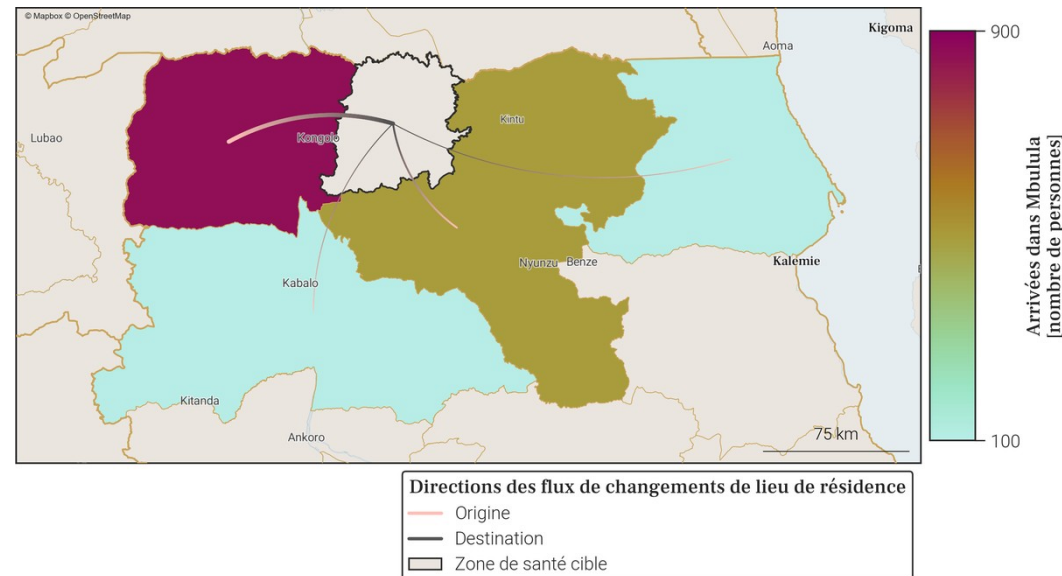 © Mapbox © OpenStreetMap
Kigoma
900
Aoma
Kintu
Lubao
Kongolo
Nyunzu
Benze
Kalemie
Kabalo
Kitanda
Ankoro
75 km
100
Arrivées dans Mbulula
[nombre de personnes]
Directions des flux de changements de lieu de résidence
Origine
Destination
Zone de santé cible